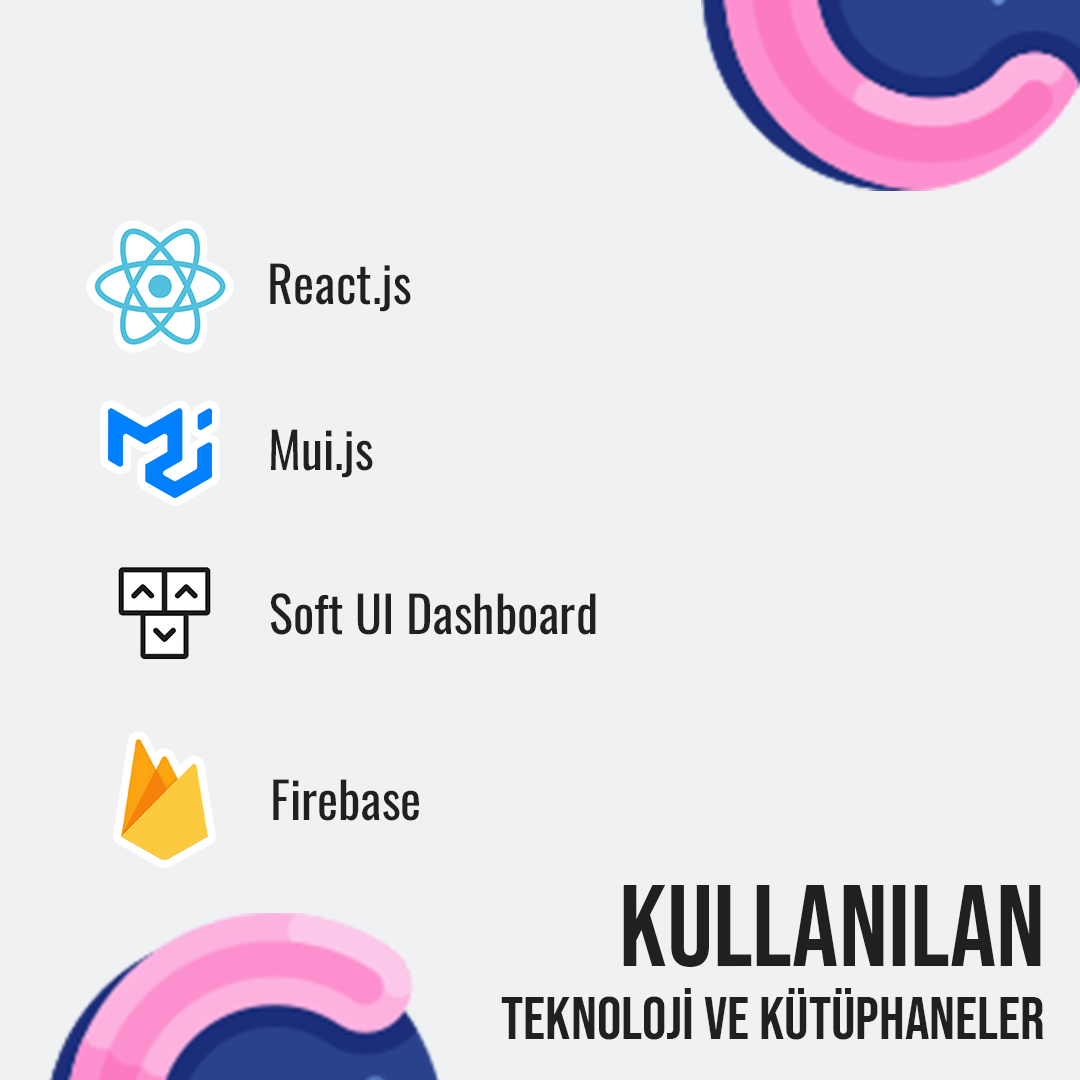 React.js
Mui.js
Soft UI Dashboard
Firebase
KULLANILAN
TEKNOLOJİ VE KÜTÜPHANELER